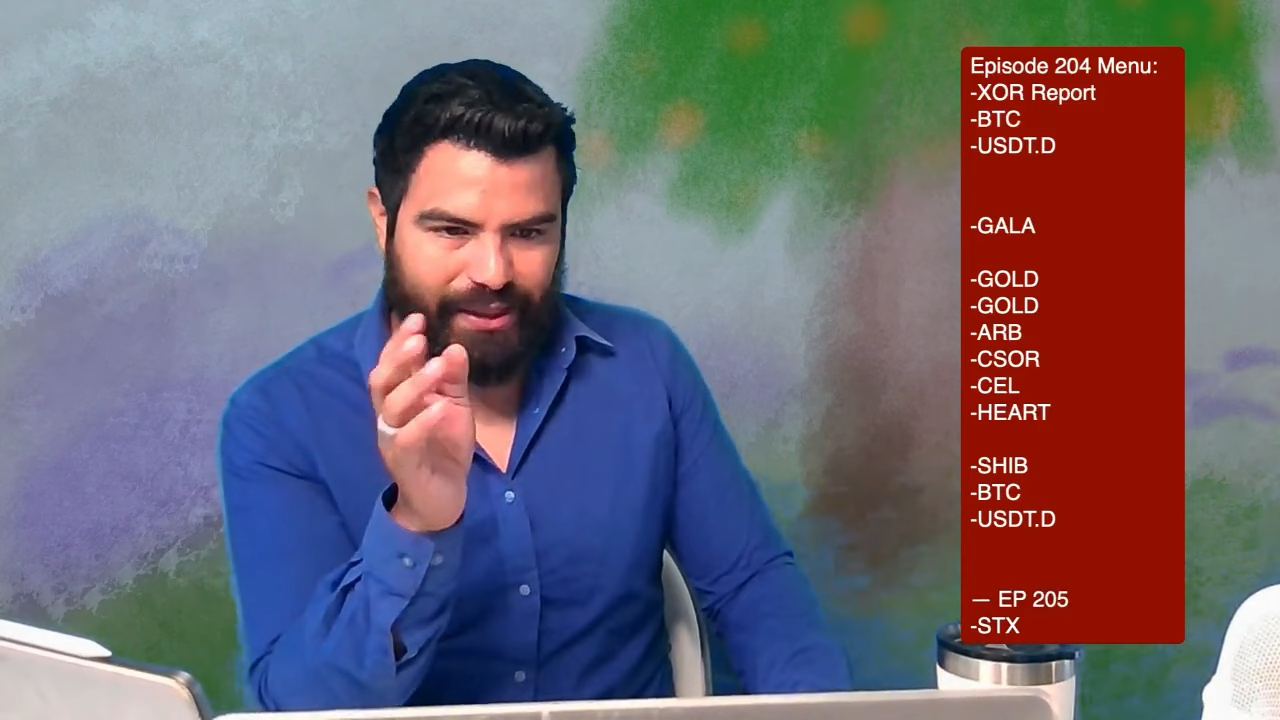 Episode 204 Menu:
-XOR Report
-BTC
-USDT.D
-GALA
-GOLD
-GOLD
-ARB
-CSOR
-CEL
-HEART
-SHIB
-BTC
-USDT.D
— EP 205
-STX